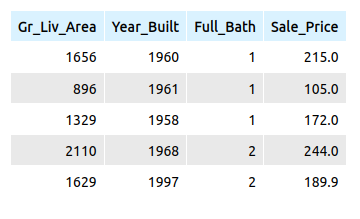 Gr_Liv_Area Year_Built Full_Bath Sale_Price
1656 1960 1 215.0
896 1961 1 105.0
1329 1958 1 172.0
2110 1968 2 244.0
1629 1997 2 189.9